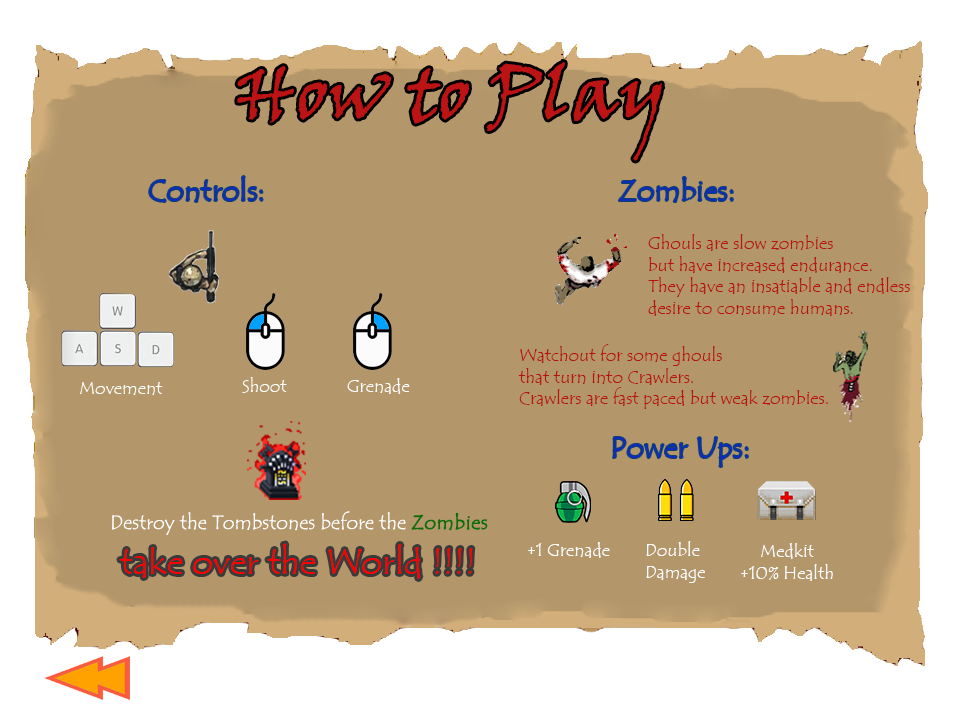 How to Play
Controls:
W
A S D
Movement
Shoot
Grenade
Destroy the Tombstones before the Zombies
take over the World !!!!
Zombies:
Ghouls are slow zombies
but have increased endurance.
They have an insatiable and endless
desire to consume humans.
Watchout for some ghouls
that turn into Crawlers.
Crawlers are fast paced but weak zombies.
Power Ups:
+1 Grenade
Double
Damage
Medkit
+10% Health